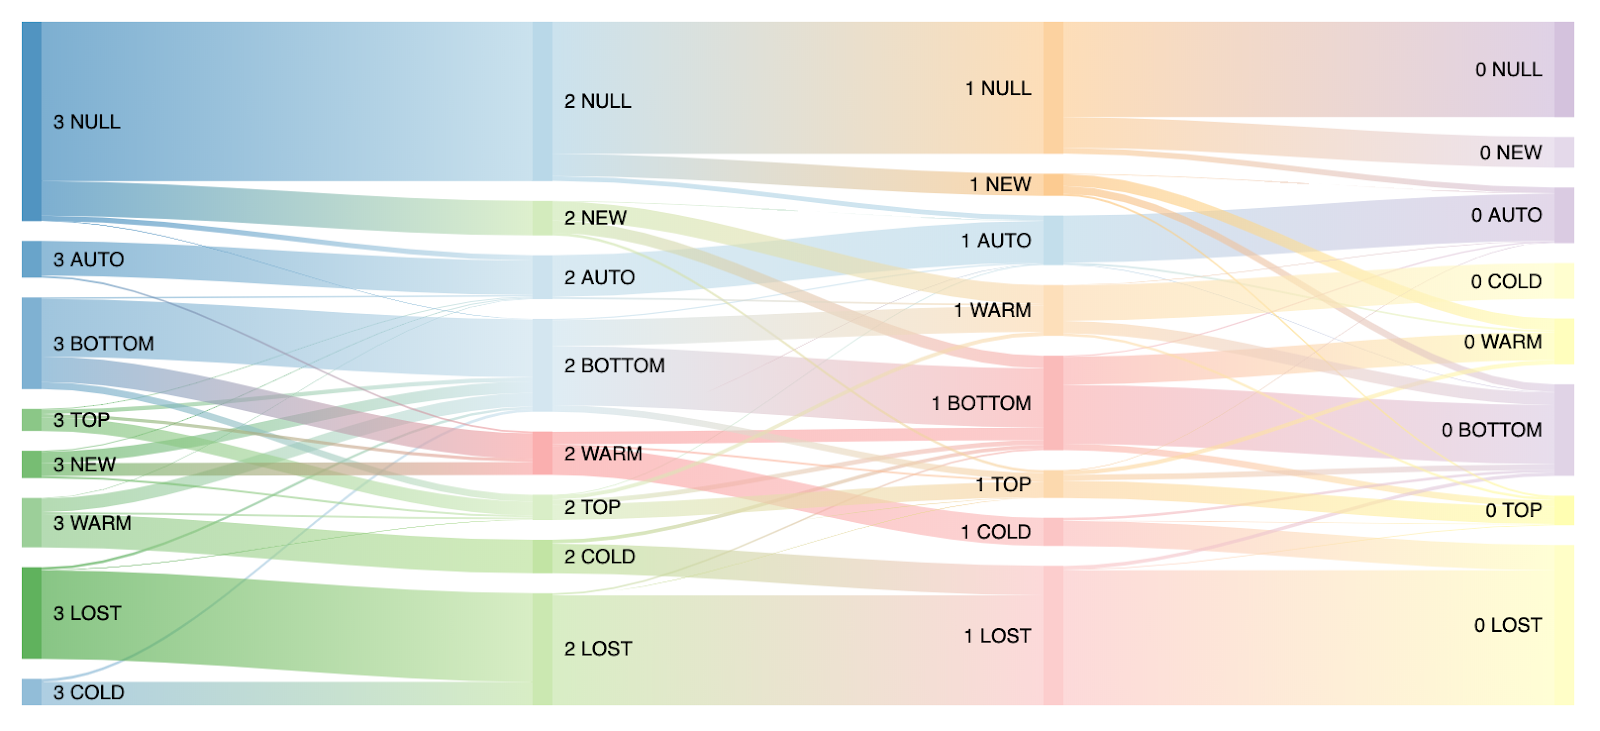 3 NULL
3 AUTO
3 BOTTOM
3 TOP
3 NEW
3 WARM
3 LOST
3 COLD
2 NULL
2 NEW
2 AUTO
2 BOTTOM
2 WARM
2 TOP
2 COLD
2 LOST
1 NULL
1 NEW
1 AUTO
1 WARM
1 BOTTOM
1 TOP
1 COLD
1 LOST
0 NULL
0 NEW
0 AUTO
0 COLD
0 WARM
0 BOTTOM
0 TOP
0 LOST